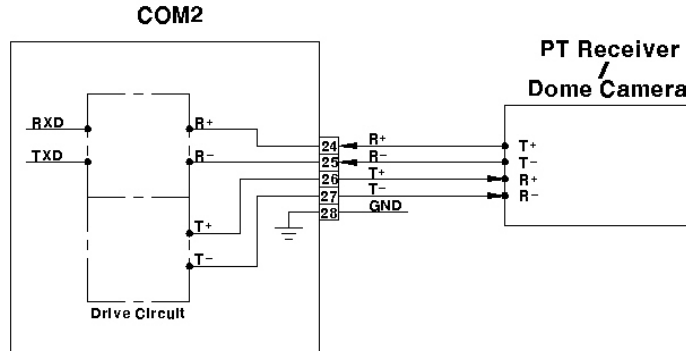 COM2
PT Receiver
/
Dome Camera
RXD
TXD
R+
R-
T+
T-
Drive Circuit
24
25
26
27
28
R+
R-
T+
T-
GND
T+
T-
R+
R-